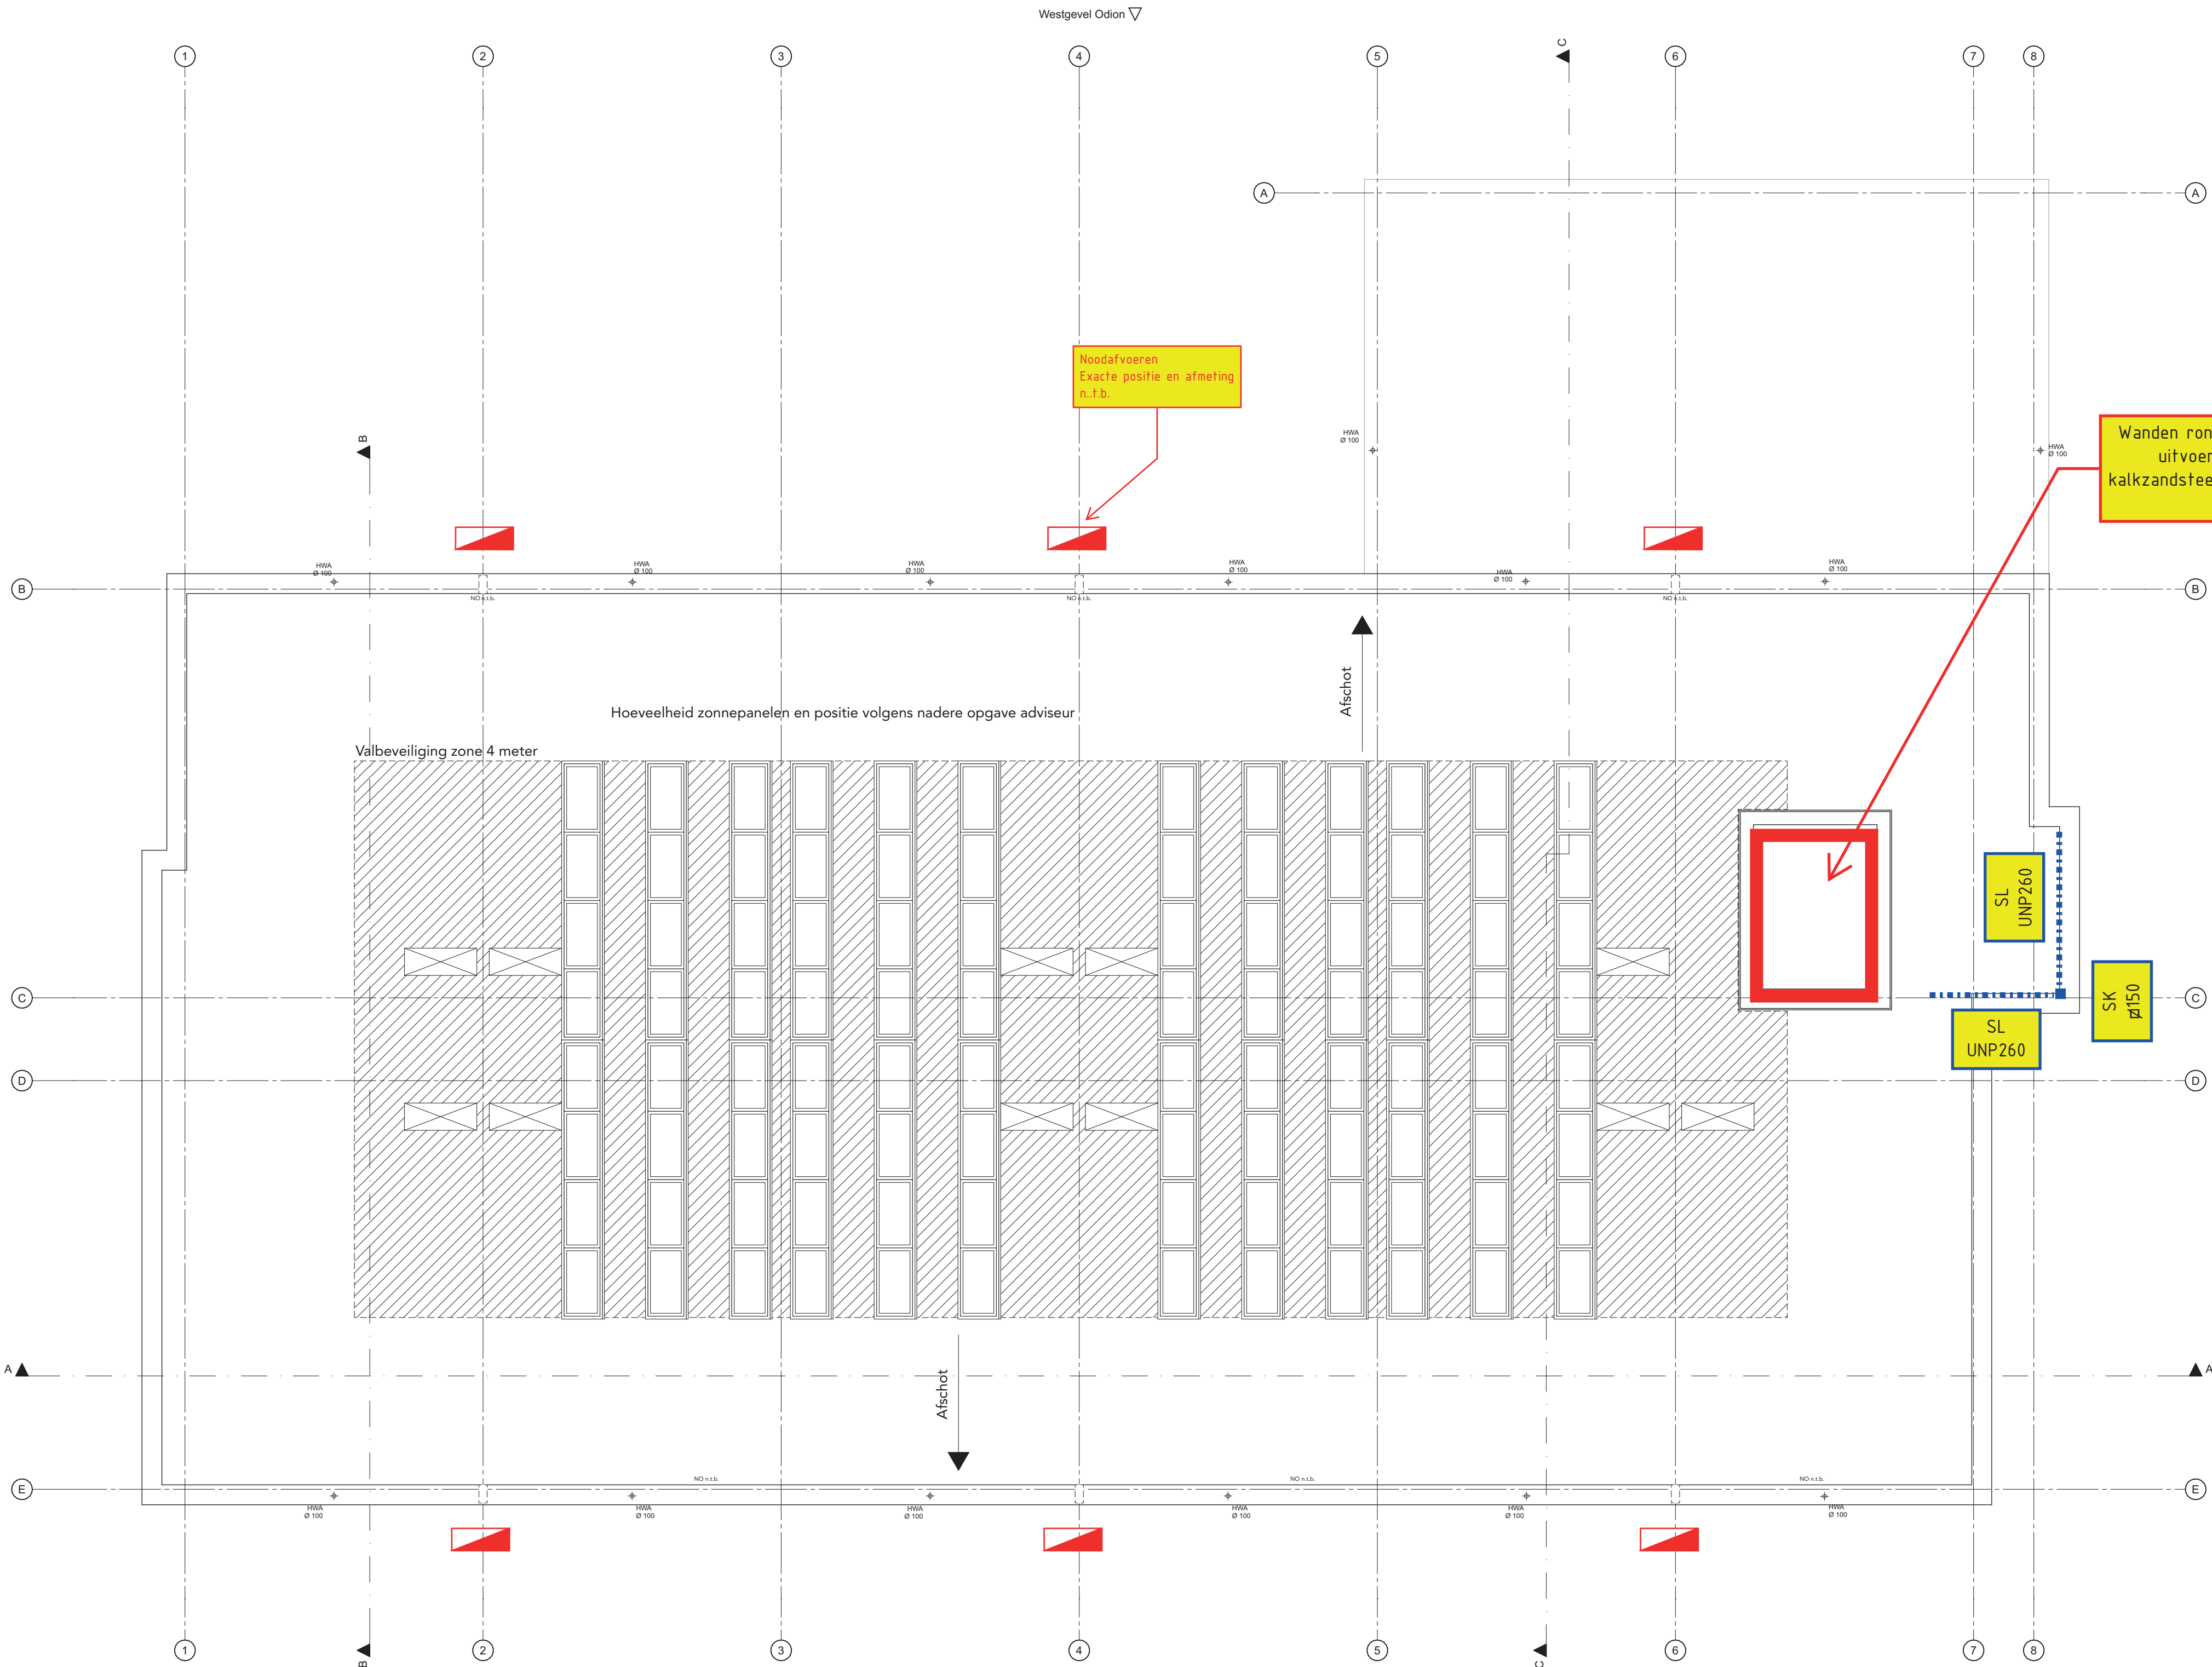 Westgevel Odion
1
2
3
4
5
C
6
7
8
A
A
Noodafvoeren
Exacte positie en afmeting
n..t.b.
Wanden ron
uitvoer
kalkzandstee
B
HWA
Ø 100
HWA
Ø 100
HWA
Ø 100
HWA
Ø 100
HWA
Ø 100
HWA
Ø 100
HWA
Ø 100
HWA
Ø 100
B
B
NO n.t.b.
NO n.t.b.
NO n.t.b.
Afschot
Hoeveelheid zonnepanelen en positie volgens nadere opgave adviseur
Valbeveiliging zone 4 meter
SL
UNP260
SK
ø150
C
C
SL
UNP260
D
D
A
A
Afschot
NO n.t.b.
NO n.t.b.
NO n.t.b.
E
E
HWA
Ø 100
HWA
Ø 100
HWA
Ø 100
HWA
Ø 100
HWA
Ø 100
HWA
Ø 100
1
B
2
3
4
5
C
6
7
8